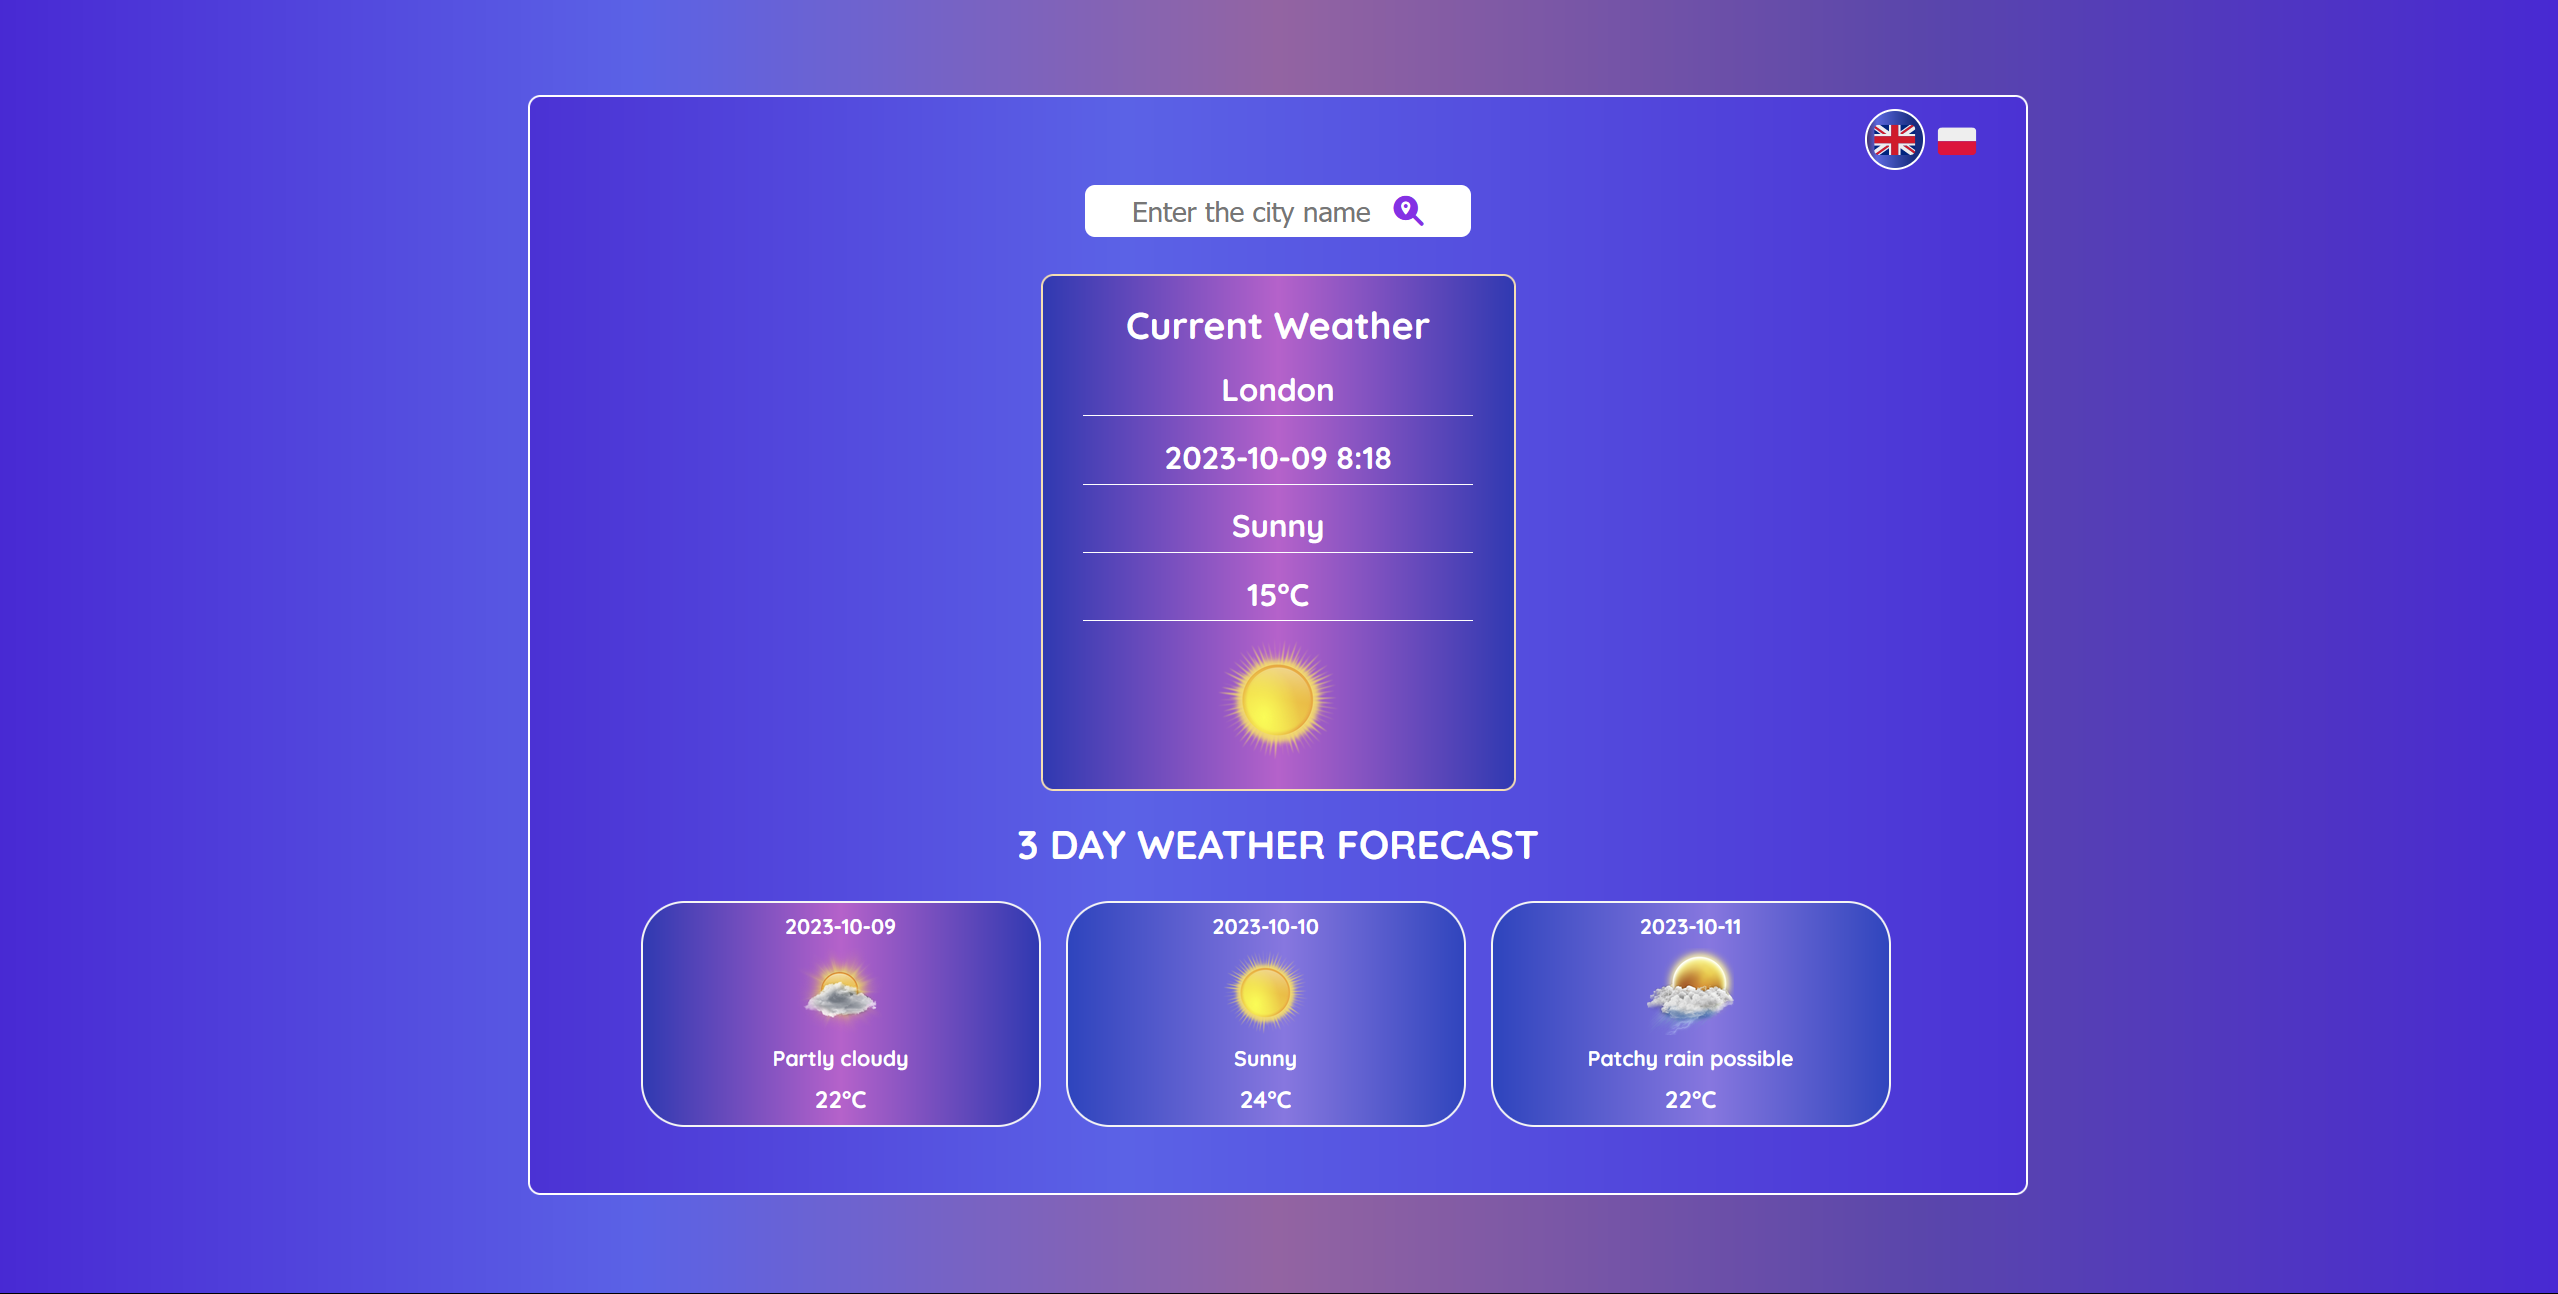 Enter the city name
Current Weather
London
2023-10-09 8:18
Sunny
15°C
3 DAY WEATHER FORECAST
2023-10-09
Partly cloudy
22°C
2023-10-10
Sunny
24°C
2023-10-11
Patchy rain possible
22°C